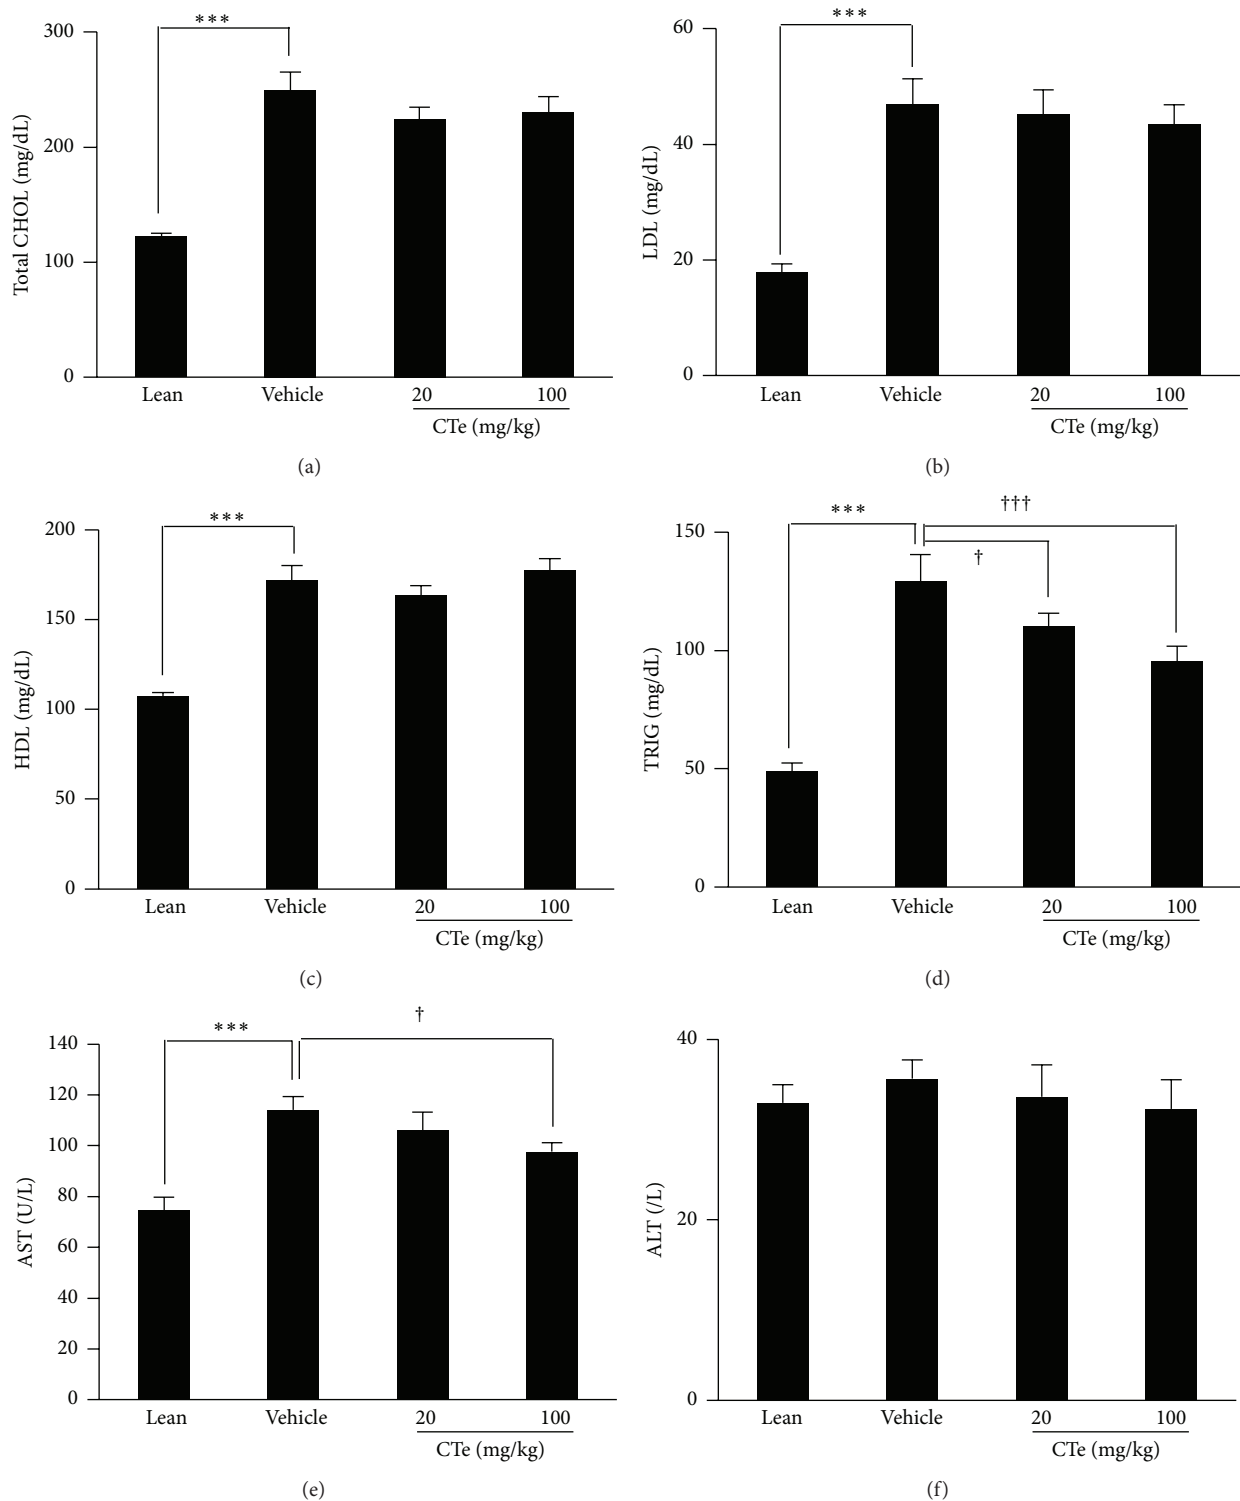 ***
300
200
100
0
Total CHOL (mg/dL)
Lean Vehicle 20 100
CTe (mg/kg)
(a)
***
60
40
20
0
LDL (mg/dL)
Lean Vehicle 20 100
CTe (mg/kg)
(b)
***
200
150
100
50
0
HDL (mg/dL)
Lean Vehicle 20 100
CTe (mg/kg)
(c)
†††
***
†
150
100
50
0
TRIG (mg/dL)
Lean Vehicle 20 100
CTe (mg/kg)
(d)
†
***
140
120
100
80
60
40
20
0
AST (U/L)
Lean Vehicle 20 100
CTe (mg/kg)
(e)
40
20
0
ALT (/L)
Lean Vehicle 20 100
CTe (mg/kg)
(f)